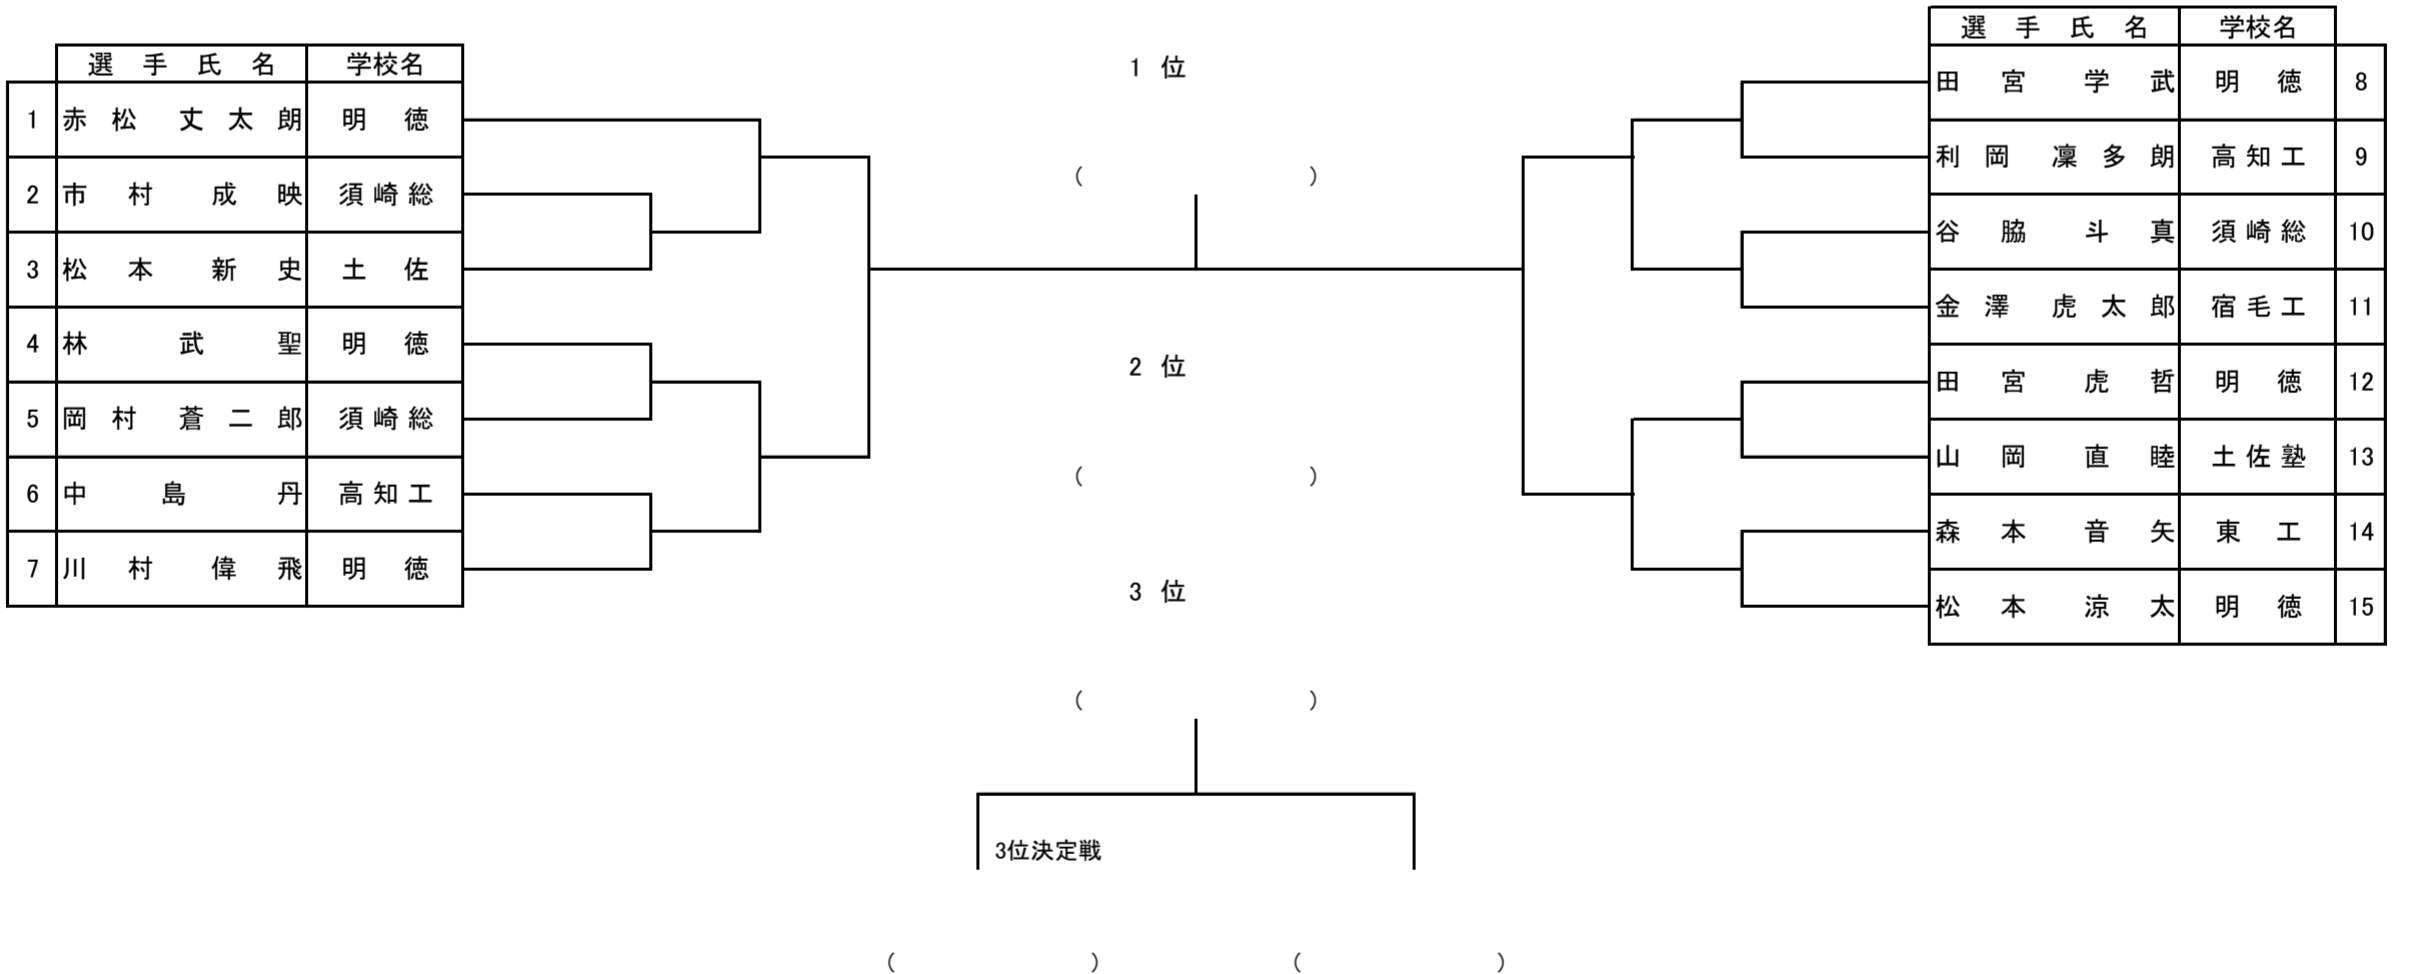 選手氏名 学校名
1 赤松 丈太朗 明徳
2 市村 成映 須崎総
3 松本 新史 土佐
4 林 武聖 明徳
5 岡村 蒼二郎 須崎総
6 中島 丹 高知工
7 川村 偉飛 明徳
1 位
( )
2 位
( )
3 位
( )
3位決定戦
( ) ( )
選手氏名 学校名
田宮 学武 明徳 8
利岡 凜多朗 高知工 9
谷脇 斗真 須崎総 10
金澤 虎太郎 宿毛工 11
田宮 虎哲 明徳 12
山岡 直睦 土佐塾 13
森本 音矢 東工 14
松本 涼太 明徳 15